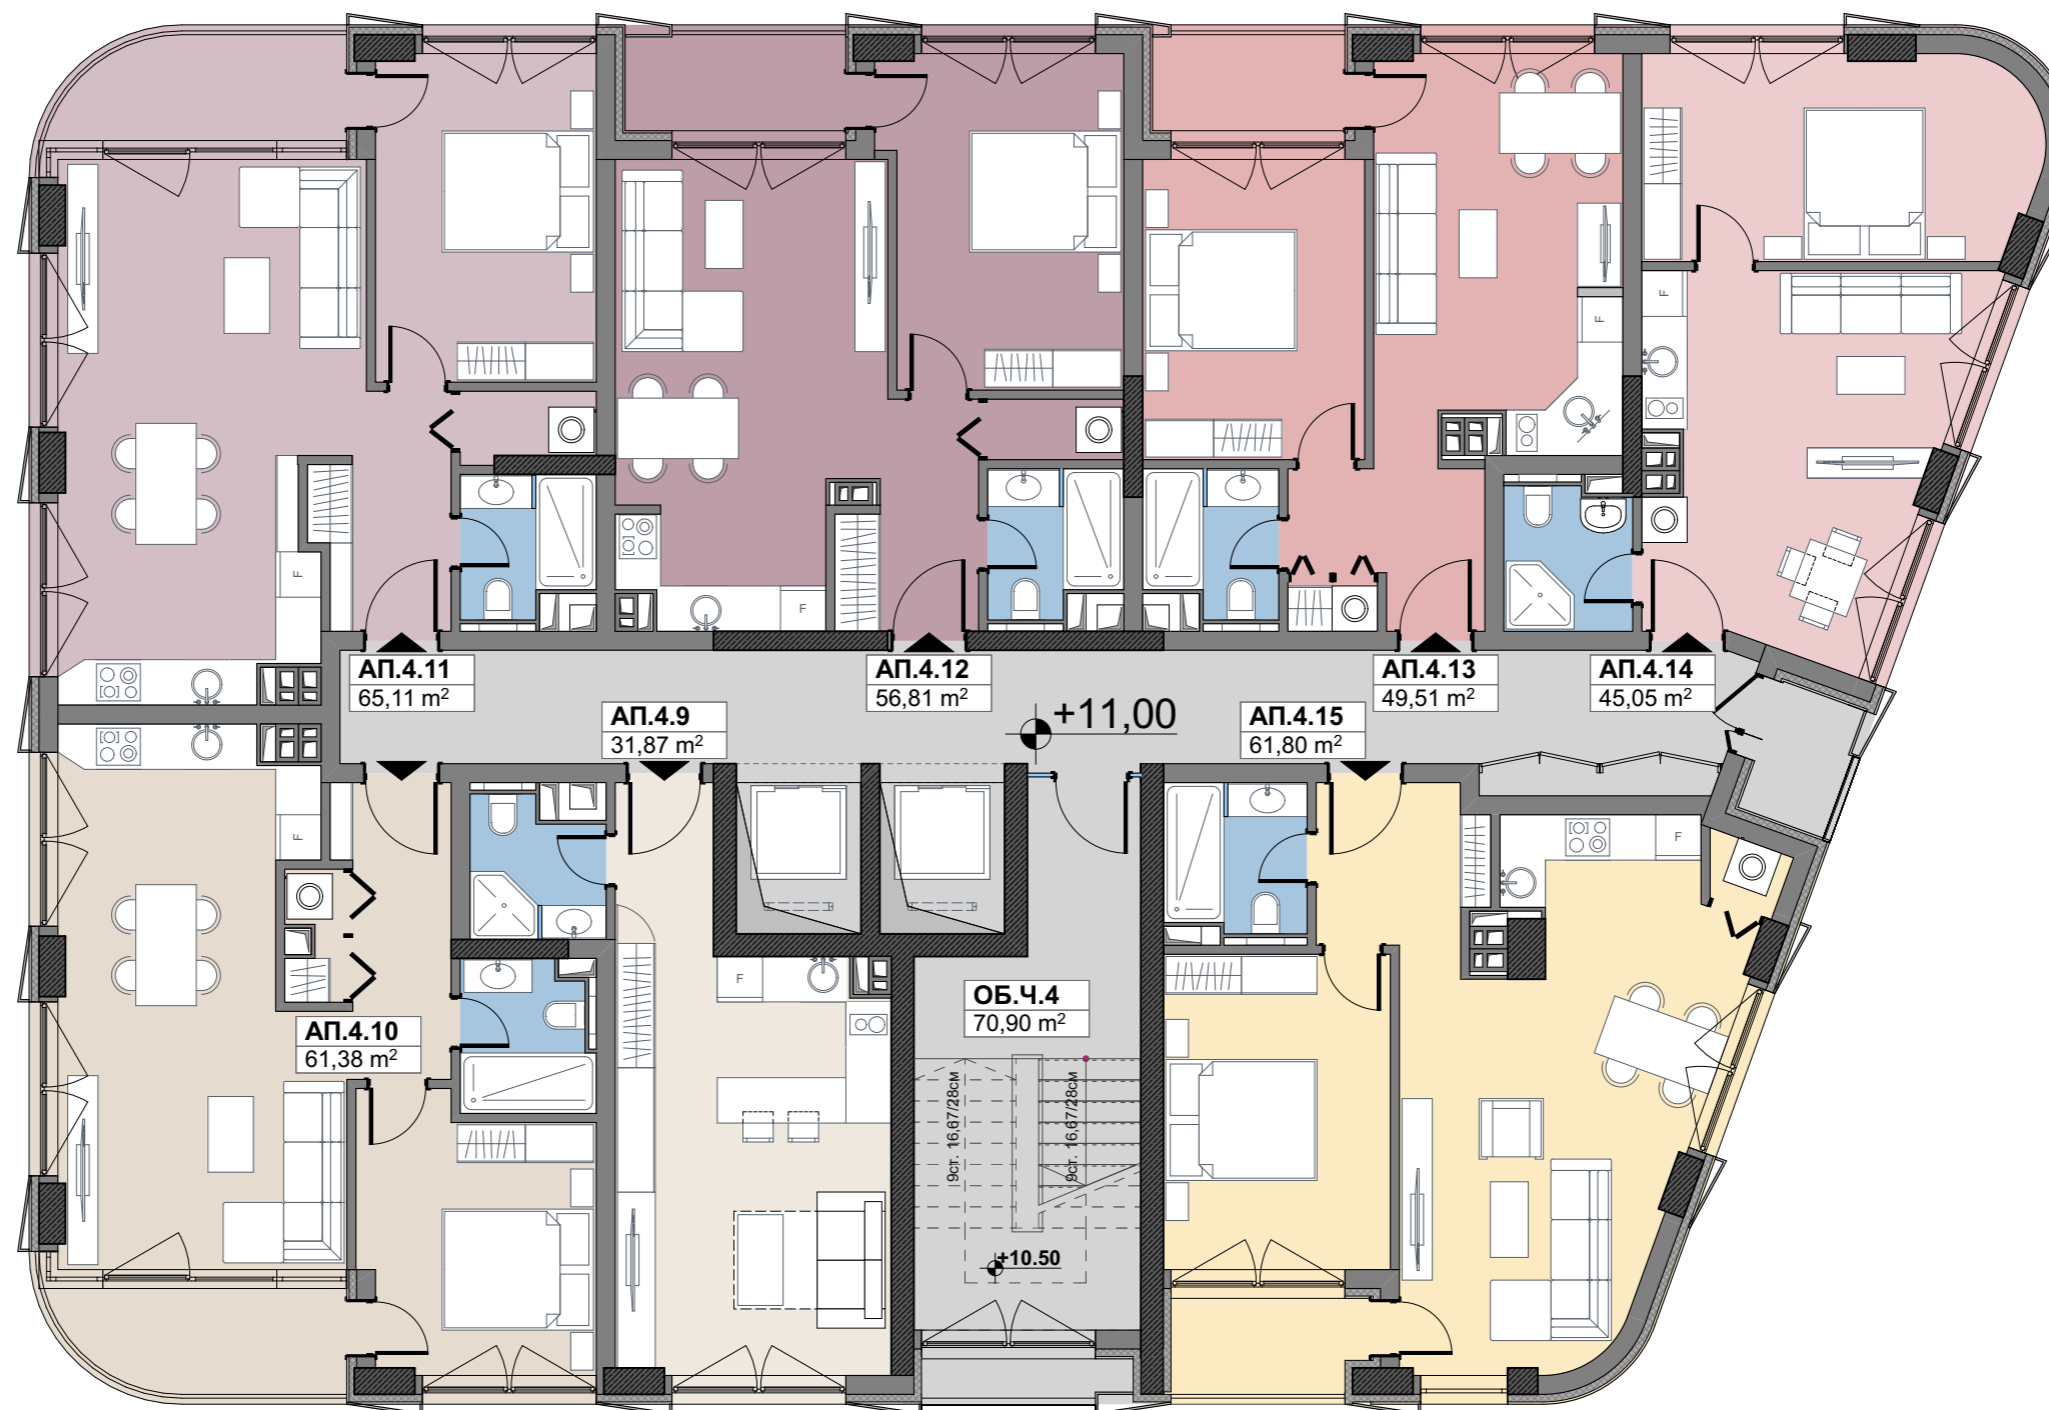 F
F
F
F
АП.4.11
65,11 m²
АП.4.12
56,81 m²
АП.4.13
49,51 m²
АП.4.14
45,05 m²
АП.4.9
31,87 m²
+11,00
АП.4.15
61,80 m²
F
F
F
АП.4.10
61,38 m²
ОБ.Ч.4
70,90 m²
9ст. 16,67/28см
9ст. 16,67/28см
+10.50